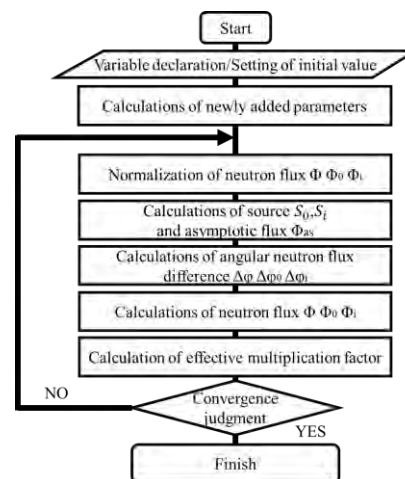 Start
Variable declaration/Setting of initial value
Calculations of newly added parameters
Normalization of neutron flux Φ Φ₀ Φᵢ
Calculations of source S₀,Sᵢ
and asymptotic flux Φas
Calculations of angular neutron flux
difference Δφ Δφ₀ Δφᵢ
Calculations of neutron flux Φ Φ₀ Φᵢ
Calculation of effective multiplication factor
NO
Convergence
judgment
YES
Finish